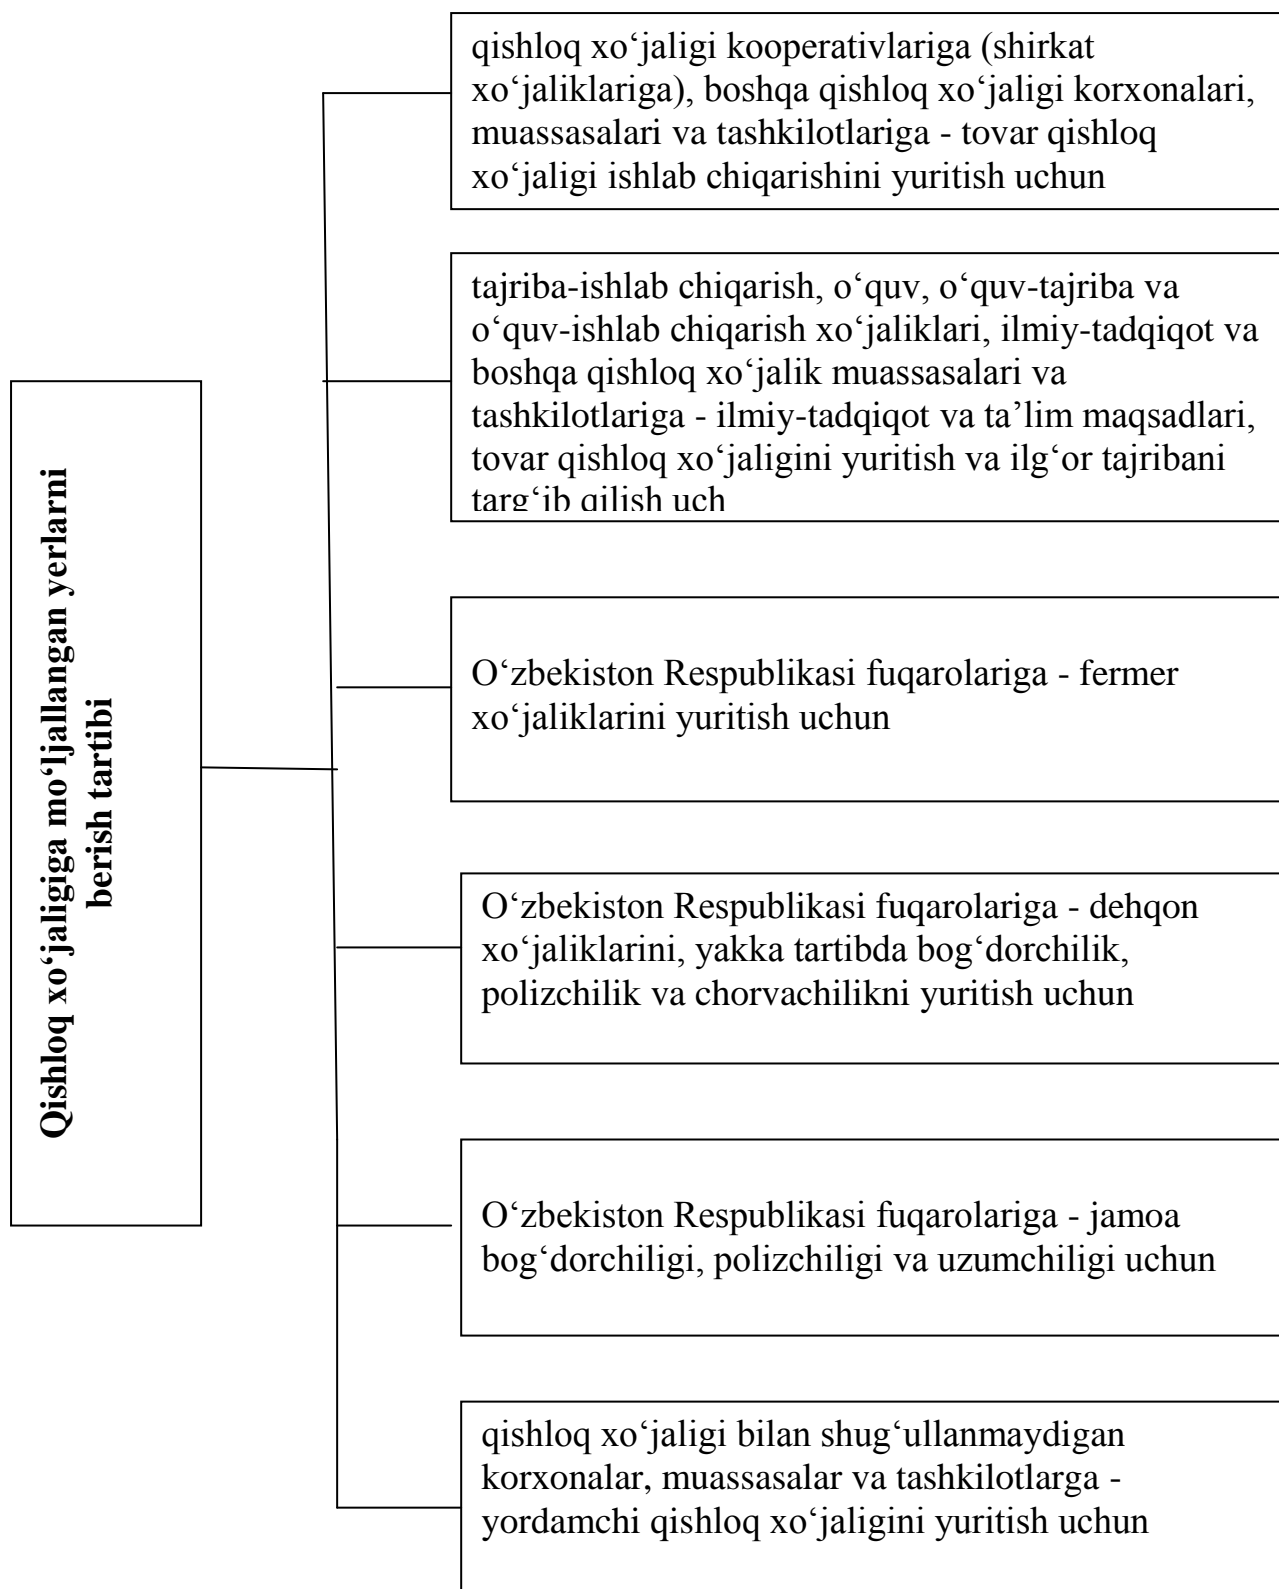 Qishloq xo‘jaligiga mo‘ljallangan yerlarni
berish tartibi
qishloq xo‘jaligi kooperativlariga (shirkat
xo‘jaliklariga), boshqa qishloq xo‘jaligi korxonalari,
muassasalari va tashkilotlariga - tovar qishloq
xo‘jaligi ishlab chiqarishini yuritish uchun
tajriba-ishlab chiqarish, o‘quv, o‘quv-tajriba va
o‘quv-ishlab chiqarish xo‘jaliklari, ilmiy-tadqiqot va
boshqa qishloq xo‘jalik muassasalari va
tashkilotlariga - ilmiy-tadqiqot va ta’lim maqsadlari,
tovar qishloq xo‘jaligini yuritish va ilg‘or tajribani
targ‘ib qilish uch
O‘zbekiston Respublikasi fuqarolariga - fermer
xo‘jaliklarini yuritish uchun
O‘zbekiston Respublikasi fuqarolariga - dehqon
xo‘jaliklarini, yakka tartibda bog‘dorchilik,
polizchilik va chorvachilikni yuritish uchun
O‘zbekiston Respublikasi fuqarolariga - jamoa
bog‘dorchiligi, polizchiligi va uzumchiligi uchun
qishloq xo‘jaligi bilan shug‘ullanmaydigan
korxonalar, muassasalar va tashkilotlarga -
yordamchi qishloq xo‘jaligini yuritish uchun